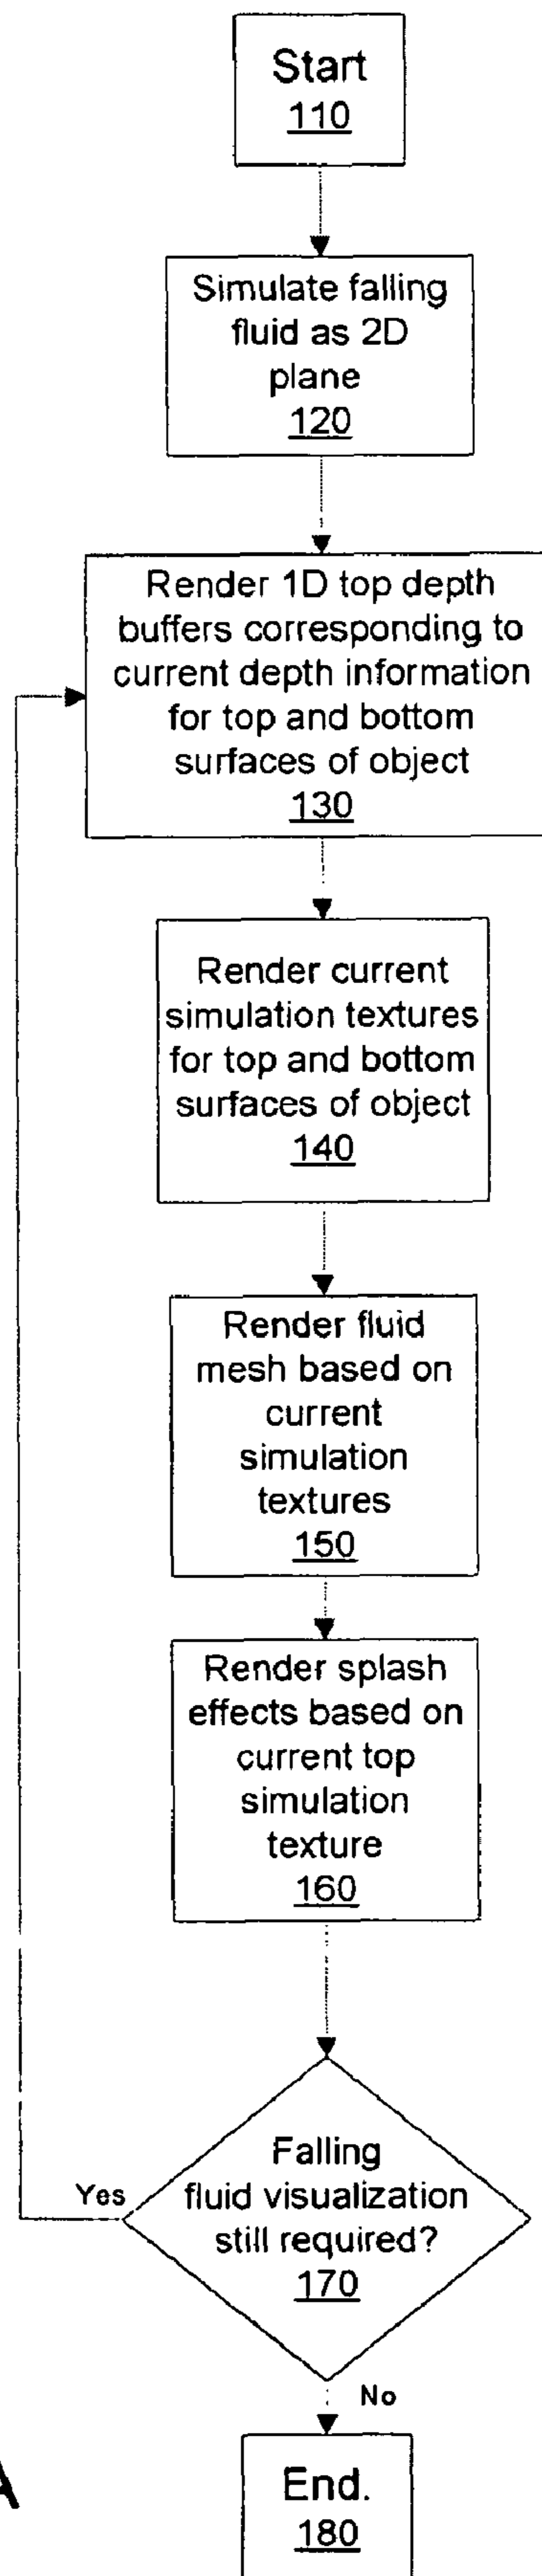 Start
110
Simulate falling
fluid as 2D
plane
120
Render 1D top depth
buffers corresponding to
current depth information
for top and bottom
surfaces of object
130
Render current
simulation textures
for top and bottom
surfaces of object
140
Render fluid
mesh based on
current
simulation
textures
150
Render splash
effects based on
current top
simulation
texture
160
Falling
fluid visualization
still required?
170
Yes
No
End.
180